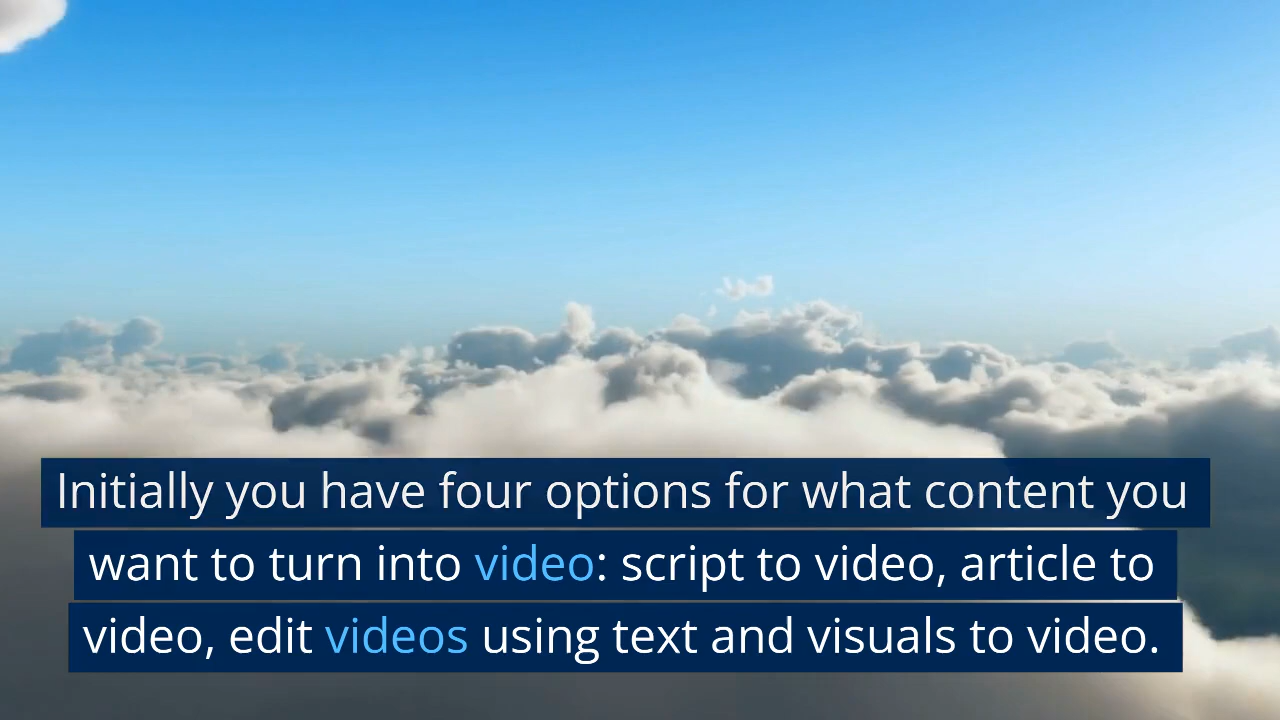 Initially you have four options for what content you
want to turn into video: script to video, article to
video, edit videos using text and visuals to video.